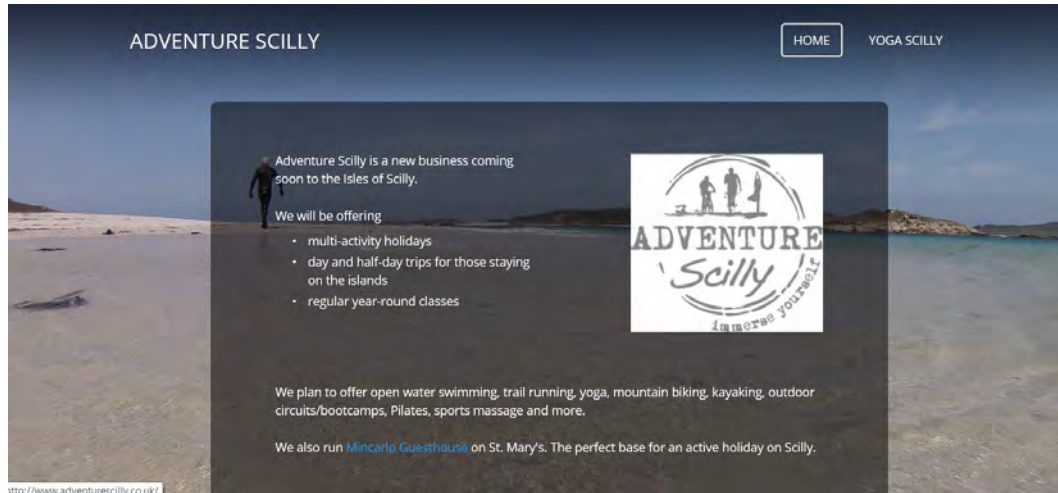 ADVENTURE SCILLY
HOME
YOGA SCILLY
Adventure Scilly is a new business coming
soon to the Isles of Scilly.
We will be offering
• multi-activity holidays
• day and half-day trips for those staying
on the islands
• regular year-round classes
ADVENTURE
Scilly
immerse yourself
We plan to offer open water swimming, trail running, yoga, mountain biking, kayaking, outdoor
circuits/bootcamps, Pilates, sports massage and more.
We also run Mincarlo Guesthouse on St. Mary's. The perfect base for an active holiday on Scilly.
http://www.adventurescilly.co.uk/